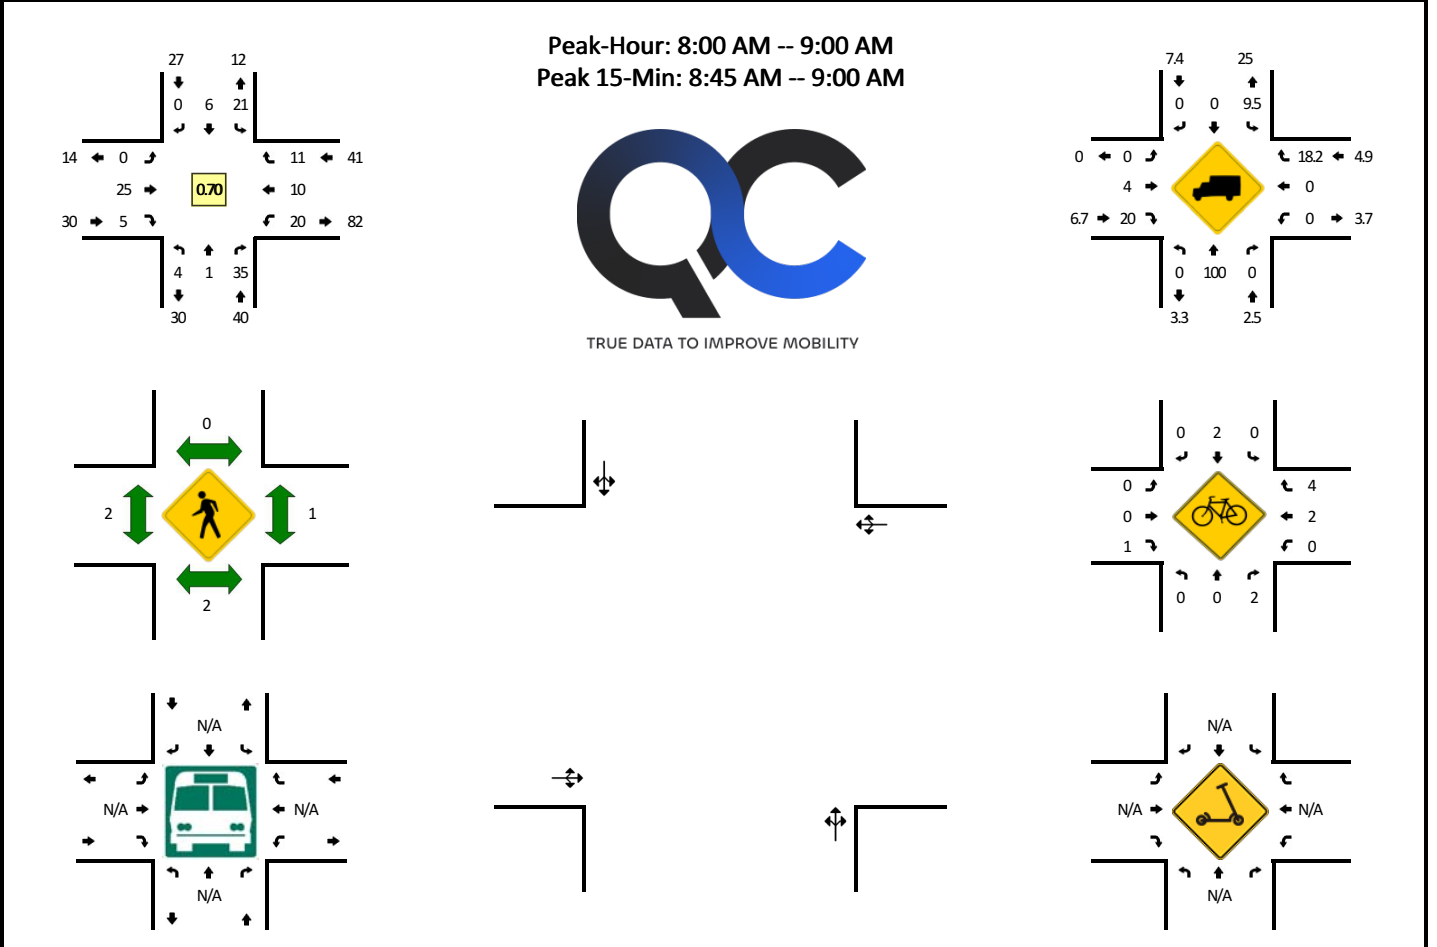 Peak-Hour: 8:00 AM -- 9:00 AM
Peak 15-Min: 8:45 AM -- 9:00 AM
27 12
0 6 21
14 0 11 41
25 0.70 10
30 5 20 82
4 1 35
30 40
QC
TRUE DATA TO IMPROVE MOBILITY
7.4 25
0 0 9.5
0 0 18.2 4.9
4 0
6.7 20 0 3.7
0 100 0
3.3 2.5
0
2 1
2
0 2 0
0 4
0 2
1 0
0 0 2
N/A
N/A N/A
N/A
N/A
N/A N/A
N/A